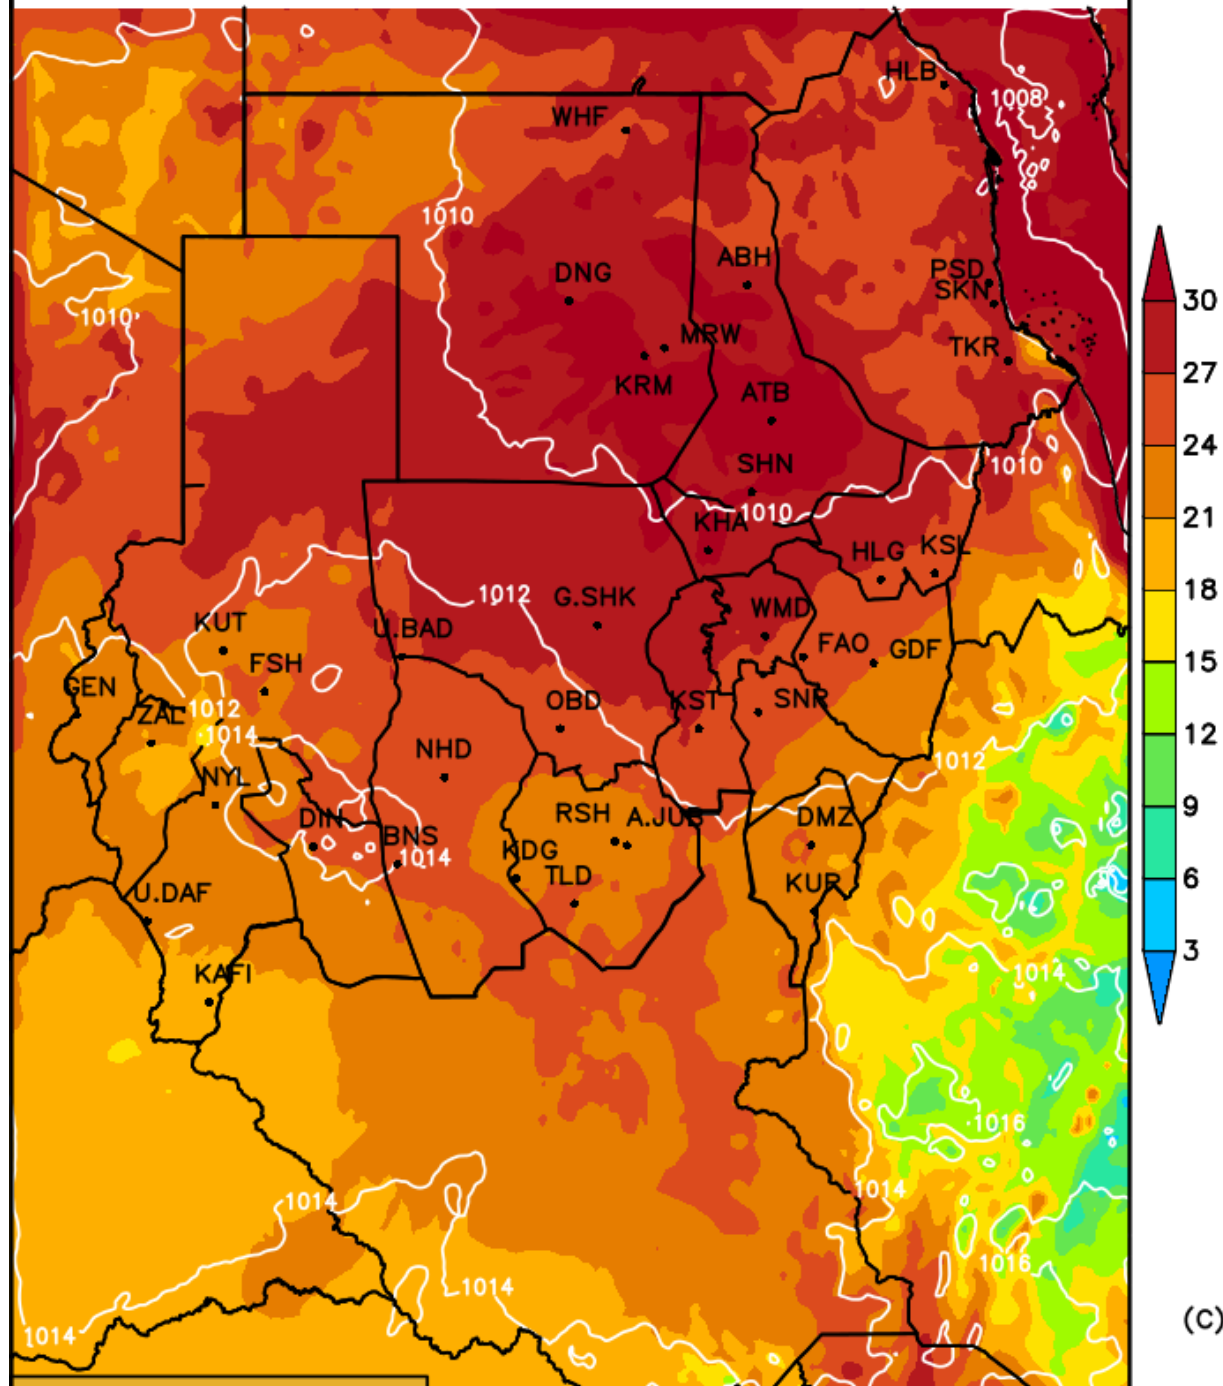 HLB
1008
WHF
1010
ABH
PSD
DNG
SKN
1010
MRW
TKR
KRM
ATB
SHN
1010
1010
KHA
HLG KSL
1012
G.SHK
WMD
KUT
U.BAD
FAO GDF
FSH
GEN
OBD
KST
SNR
1012
ZAL
1014
NHD
1012
NYL
RSH A.JUB
DMZ
DIN
BNS
1014
KDG
TLD
KUR
U.DAF
KAFI
1014
1016
1014
1014
1016
1014
1014
30
27
24
21
18
15
12
9
6
3
(C)